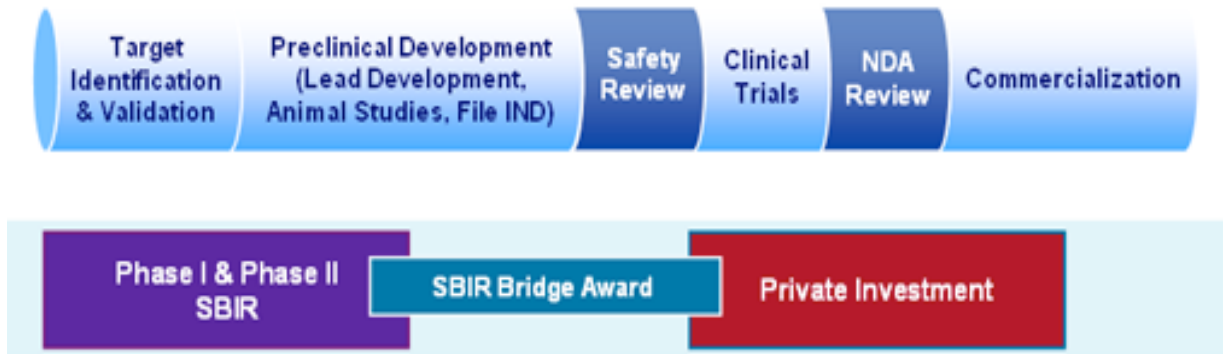 Target
Identification
& Validation
Preclinical Development
(Lead Development,
Animal Studies, File IND)
Safety
Review
Clinical
Trials
NDA
Review
Commercialization
Phase I & Phase II
SBIR
SBIR Bridge Award
Private Investment